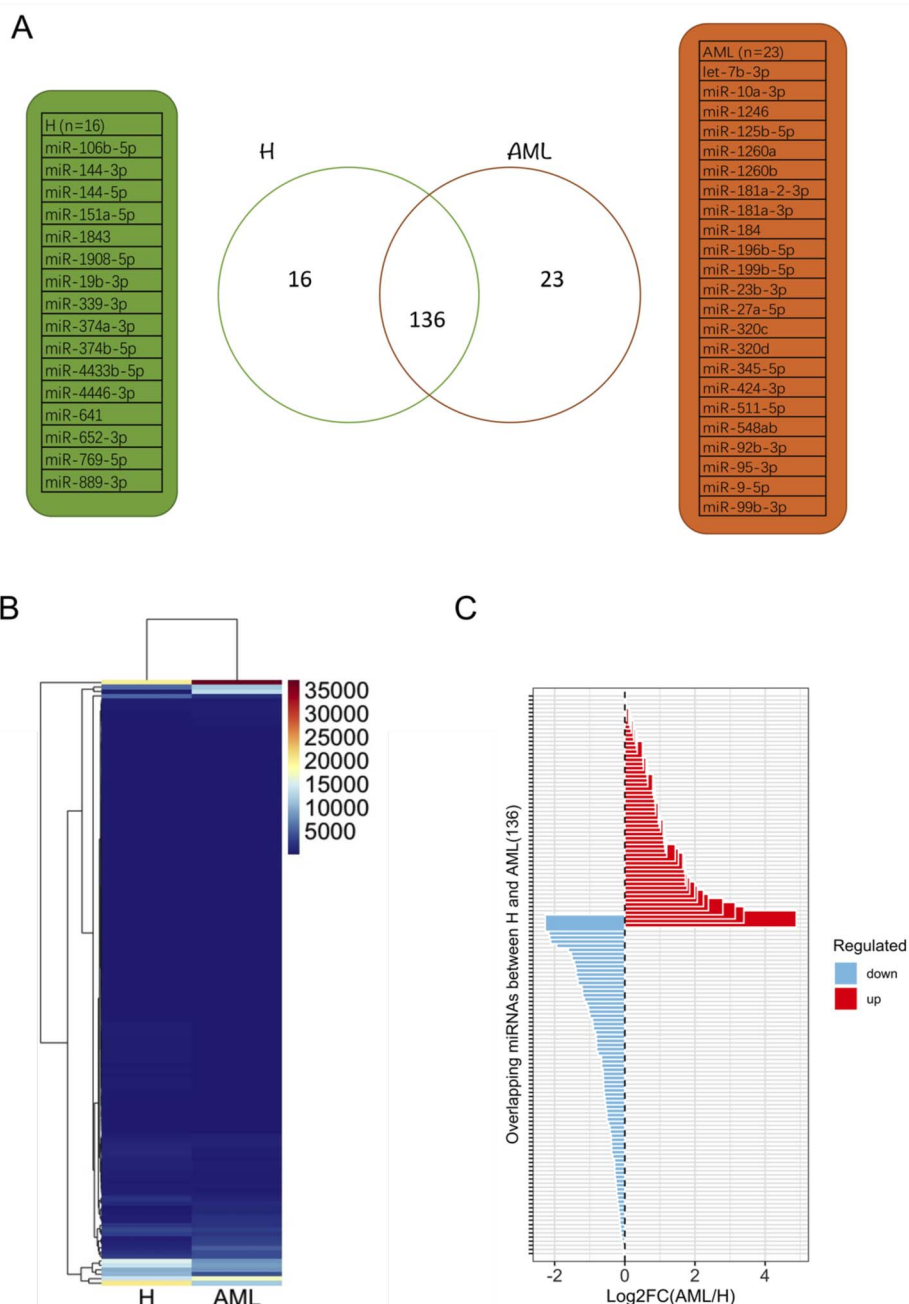 A
H (n=16)
miR-106b-5p
miR-144-3p
miR-144-5p
miR-151a-5p
miR-1843
miR-1908-5p
miR-19b-3p
miR-339-3p
miR-374a-3p
miR-374b-5p
miR-4433b-5p
miR-4446-3p
miR-641
miR-652-3p
miR-769-5p
miR-889-3p
H
AML
16
136
23
AML (n=23)
let-7b-3p
miR-10a-3p
miR-1246
miR-125b-5p
miR-1260a
miR-1260b
miR-181a-2-3p
miR-181a-3p
miR-184
miR-196b-5p
miR-199b-5p
miR-23b-3p
miR-27a-5p
miR-320c
miR-320d
miR-345-5p
miR-424-3p
miR-511-5p
miR-548ab
miR-92b-3p
miR-95-3p
miR-9-5p
miR-99b-3p
B
35000
30000
25000
20000
15000
10000
5000
H AML
C
Overlapping miRNAs between H and AML(136)
-2 0 2 4
Log2FC(AML/H)
Regulated
down
up